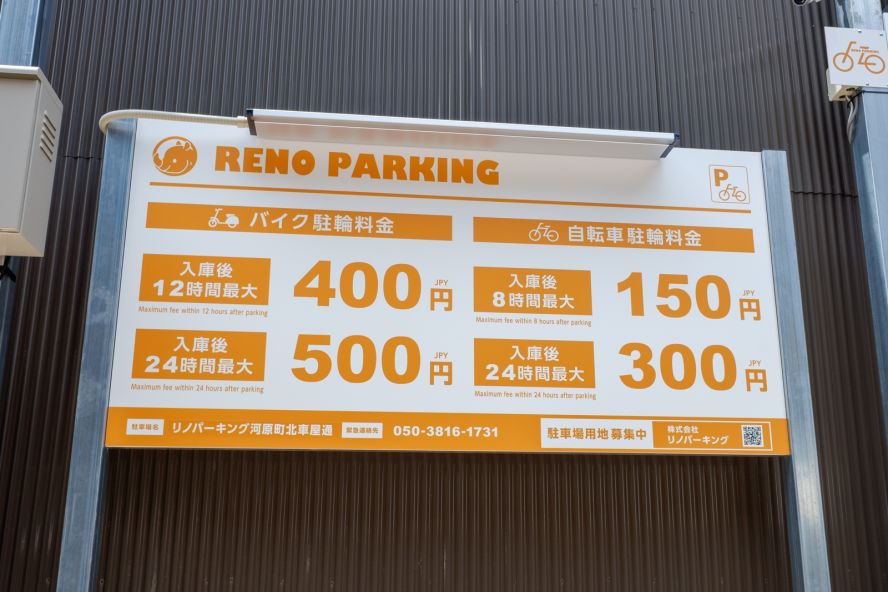 RENO PARKING
P
バイク駐輪料金
入庫後
12時間最大
Maximum fee within 12 hours after parking
400
JPY
円
入庫後
24時間最大
Maximum fee within 24 hours after parking
500
JPY
円
自転車駐輪料金
入庫後
8時間最大
Maximum fee within 8 hours after parking
150
JPY
円
入庫後
24時間最大
Maximum fee within 24 hours after parking
300
JPY
円
駐車場名
リノパーキング河原町北車屋通
緊急連絡先
050-3816-1731
駐車場用地募集中
株式会社
リノパーキング
RENO PARKING